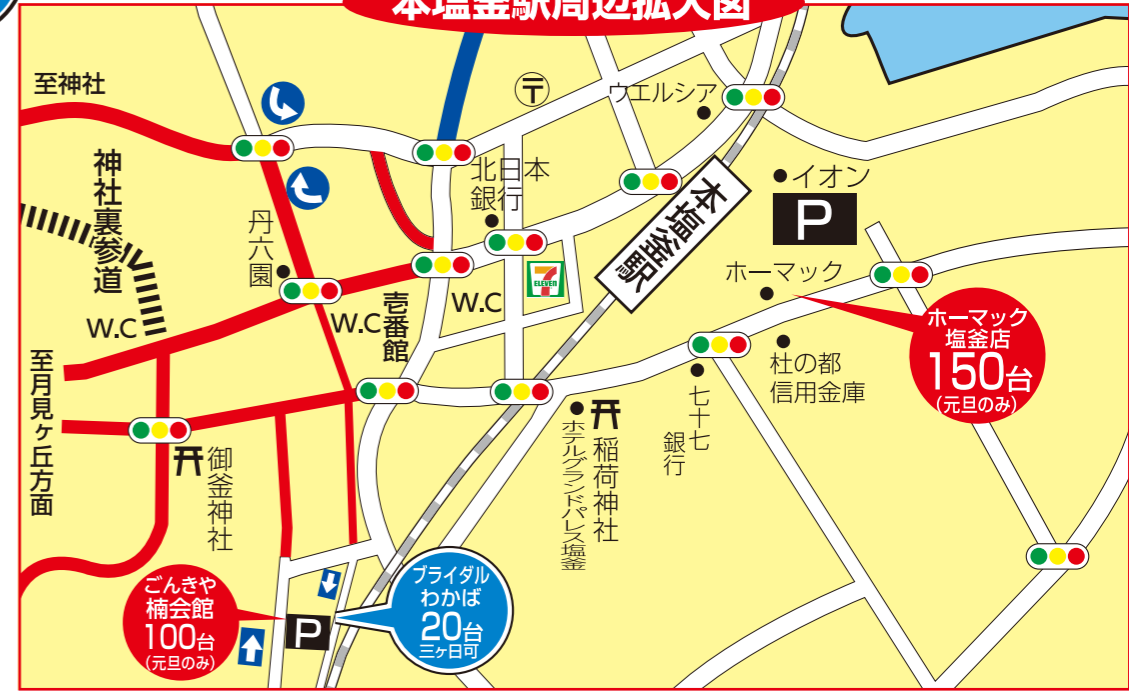 本塩釜駅周辺拡大図
至神社
〒
ウエルシア
神社裏参道
北日本
銀行
本塩釜駅
イオン
P
丹六園
7
ELEVEN
ホーマック
W.C
W.C
W.C
壱番館
ホーマック
塩釜店
150台
(元旦のみ)
杜の都
信用金庫
至月見ヶ丘方面
七十七
銀行
稲荷神社
ホテルグランドパレス塩釜
御釜神社
ごんきや
楠会館
100台
(元旦のみ)
P
ブライダル
わかば
20台
三ヶ日可